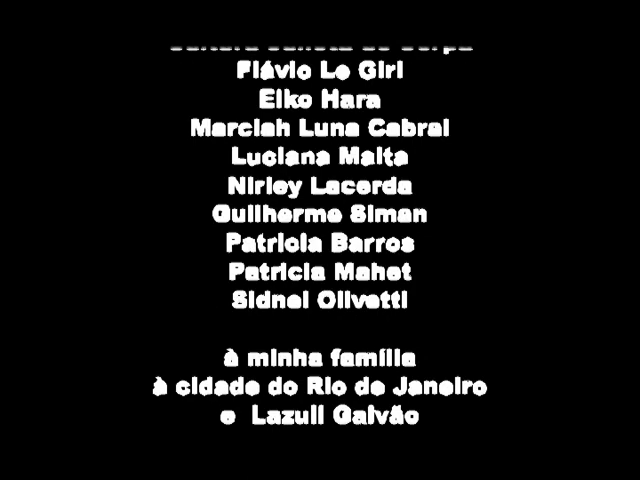 Flávio Le Giri
Eiko Hara
Marciah Luna Cabral
Luciana Malta
Nirley Lacerda
Guilherme Siman
Patricia Barros
Patricia Mahet
Sidnei Olivetti
à minha família
à cidade do Rio de Janeiro
e Lazuli Galvão